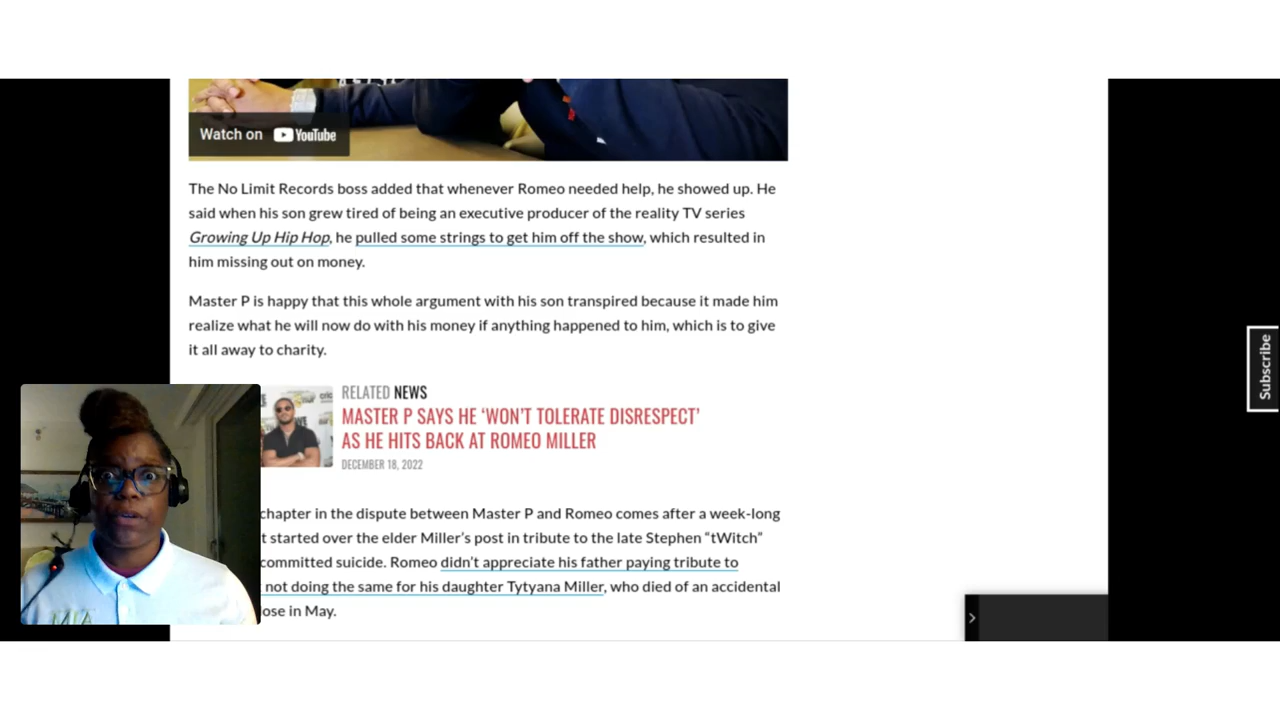 Watch on YouTube
The No Limit Records boss added that whenever Romeo needed help, he showed up. He
said when his son grew tired of being an executive producer of the reality TV series
Growing Up Hip Hop, he pulled some strings to get him off the show, which resulted in
him missing out on money.
Master P is happy that this whole argument with his son transpired because it made him
realize what he will now do with his money if anything happened to him, which is to give
it all away to charity.
RELATED NEWS
MASTER P SAYS HE ‘WON’T TOLERATE DISRESPECT’
AS HE HITS BACK AT ROMEO MILLER
DECEMBER 18, 2022
chapter in the dispute between Master P and Romeo comes after a week-long
t started over the elder Miller’s post in tribute to the late Stephen “tWitch”
committed suicide. Romeo didn’t appreciate his father paying tribute to
not doing the same for his daughter Tytyana Miller, who died of an accidental
ose in May.
Subscribe